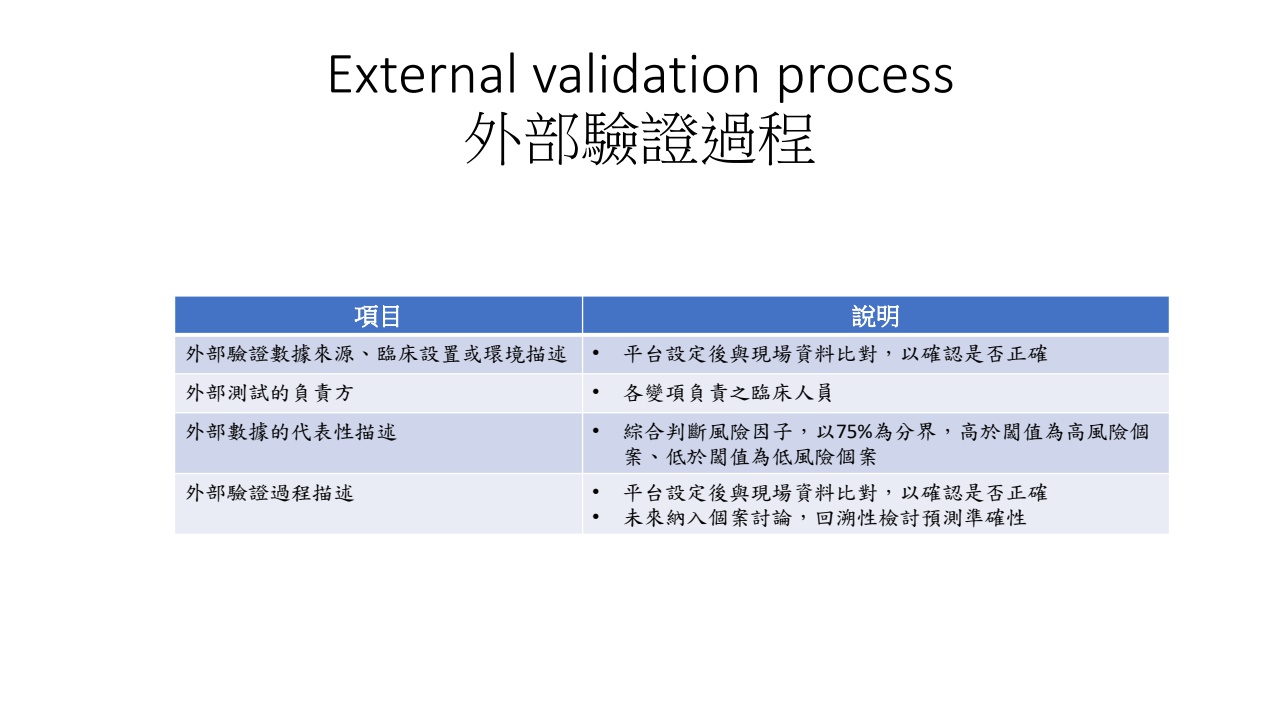 External validation process
外部驗證過程
項目
說明
外部驗證數據來源、臨床設置或環境描述
• 平台設定後與現場資料比對，以確認是否正確
外部測試的負責方
• 各變項負責之臨床人員
外部數據的代表性描述
• 綜合判斷風險因子，以75%為分界，高於閾值為高風險個
案、低於閾值為低風險個案
外部驗證過程描述
• 平台設定後與現場資料比對，以確認是否正確
• 未來納入個案討論，回溯性檢討預測準確性